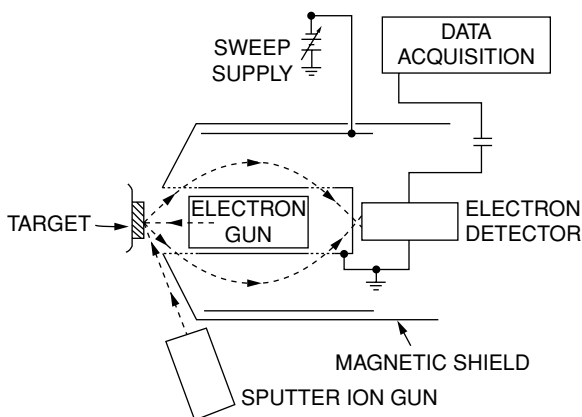 SWEEP
SUPPLY
DATA
ACQUISITION
TARGET
ELECTRON
GUN
ELECTRON
DETECTOR
MAGNETIC SHIELD
SPUTTER ION GUN